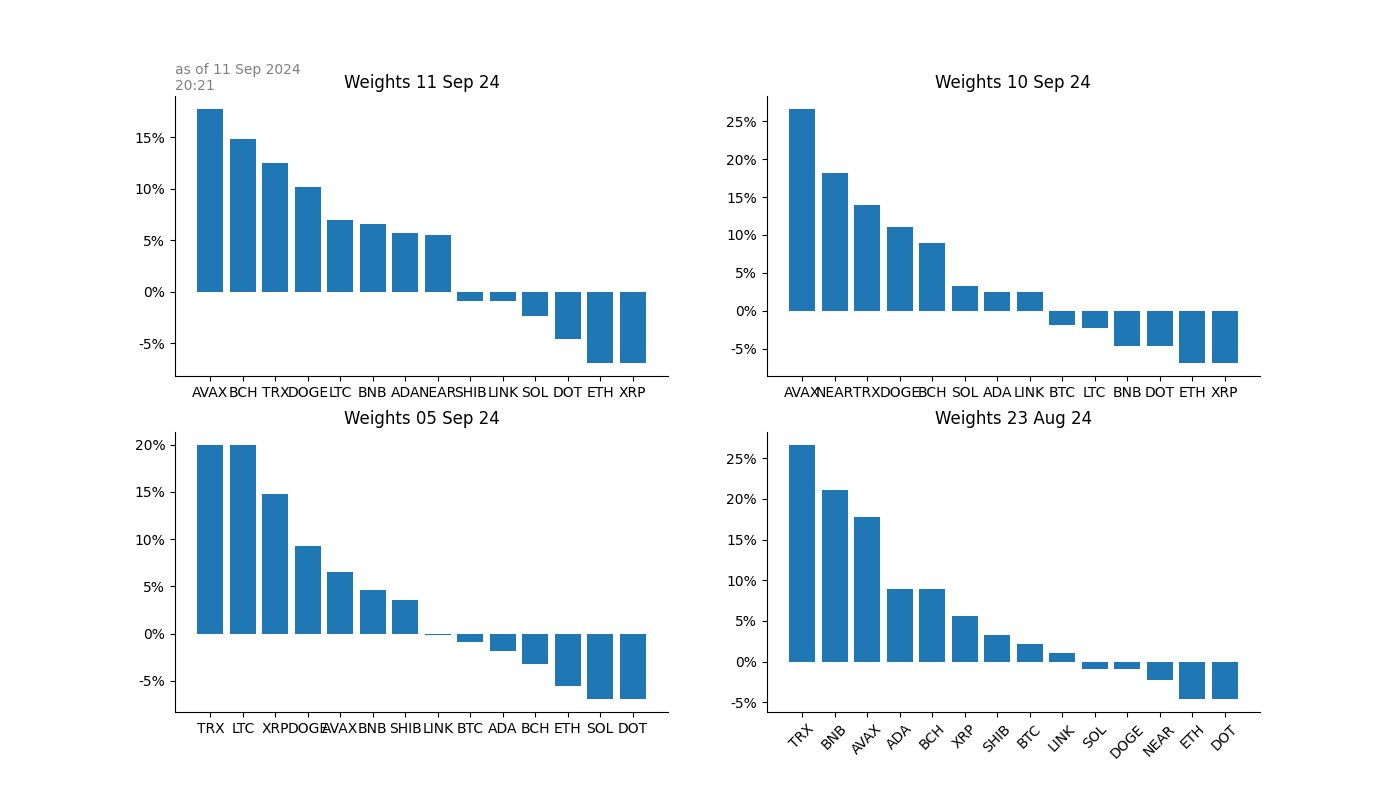 as of 11 Sep 2024
20:21
Weights 11 Sep 24
15%
10%
5%
0%
-5%
AVAX BCH TRX DOGE LTC BNB ADA NEAR SHIB LINK SOL DOT ETH XRP
Weights 10 Sep 24
25%
20%
15%
10%
5%
0%
-5%
AVAX NEAR TRX DOGE BCH SOL ADA LINK BTC LTC BNB DOT ETH XRP
Weights 05 Sep 24
20%
15%
10%
5%
0%
-5%
TRX LTC XRP DOGE AVAX BNB SHIB LINK BTC ADA BCH ETH SOL DOT
Weights 23 Aug 24
25%
20%
15%
10%
5%
0%
-5%
TRX BNB AVAX ADA BCH XRP SHIB BTC LINK SOL DOGE NEAR ETH DOT